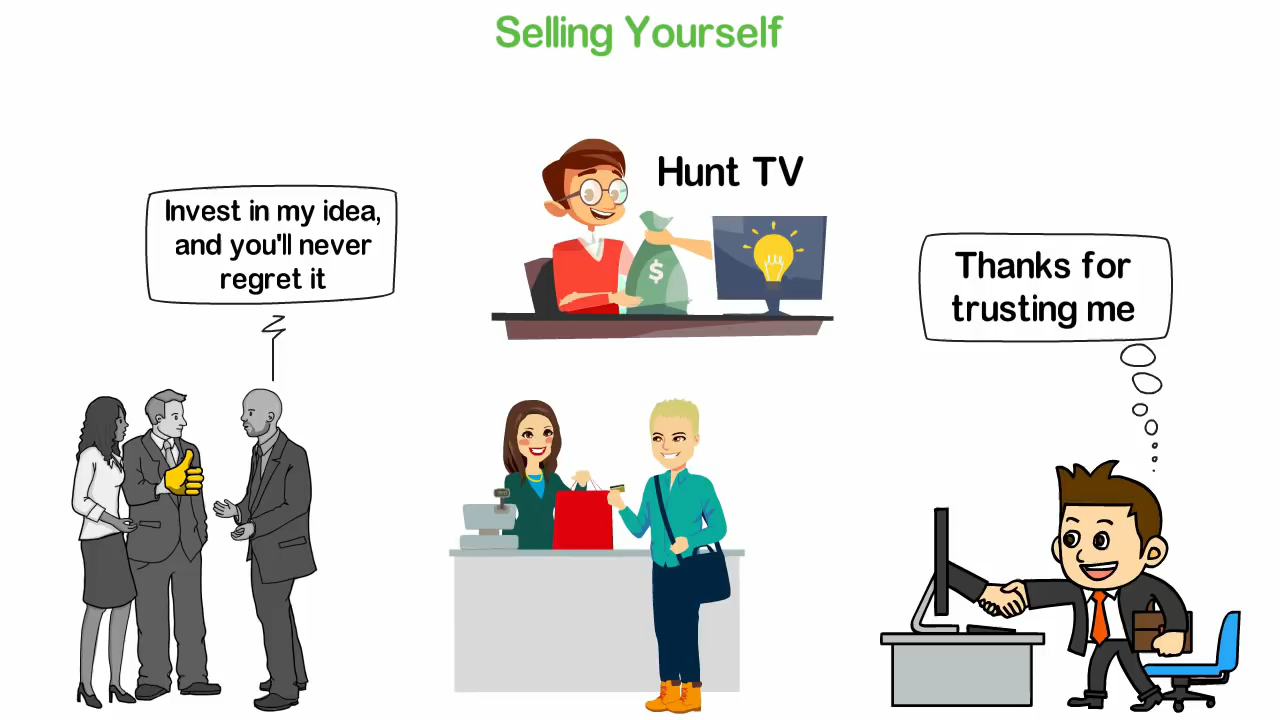 Selling Yourself
Hunt TV
Invest in my idea,
and you'll never
regret it
$
Thanks for
trusting me